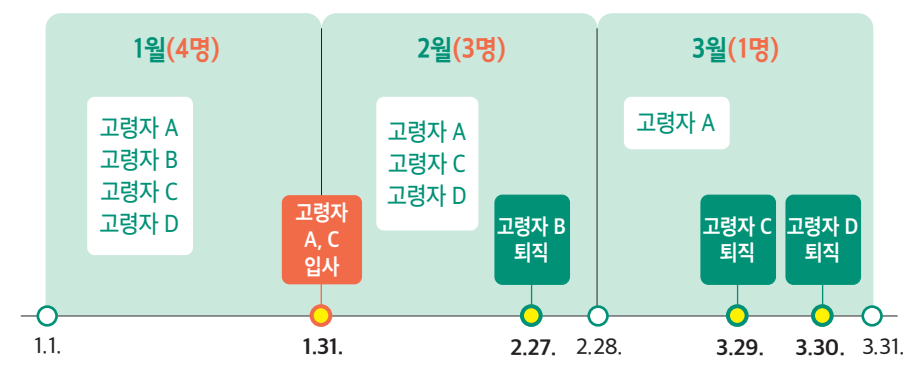 1월(4명)
고령자 A
고령자 B
고령자 C
고령자 D
고령자
A, C
입사
2월(3명)
고령자 A
고령자 C
고령자 D
고령자 B
퇴직
3월(1명)
고령자 A
고령자 C
퇴직
고령자 D
퇴직
1.1.
1.31.
2.27.
2.28.
3.29.
3.30.
3.31.